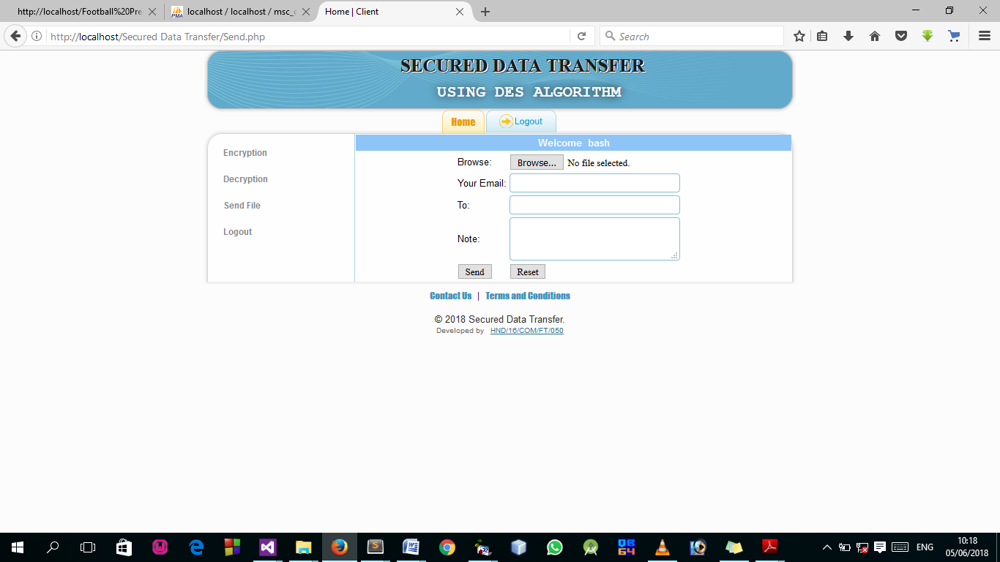 http://localhost/Football%20Pre
localhost / localhost / msc_
Home | Client
http://localhost/Secured Data Transfer/Send.php
Search
SECURED DATA TRANSFER
USING DES ALGORITHM
Home
Logout
Encryption
Decryption
Send File
Logout
Welcome bash
Browse: Browse... No file selected.
Your Email:
To:
Note:
Send Reset
Contact Us | Terms and Conditions
© 2018 Secured Data Transfer.
Developed by HND/16/COM/FT/050
ENG
10:18
05/06/2018